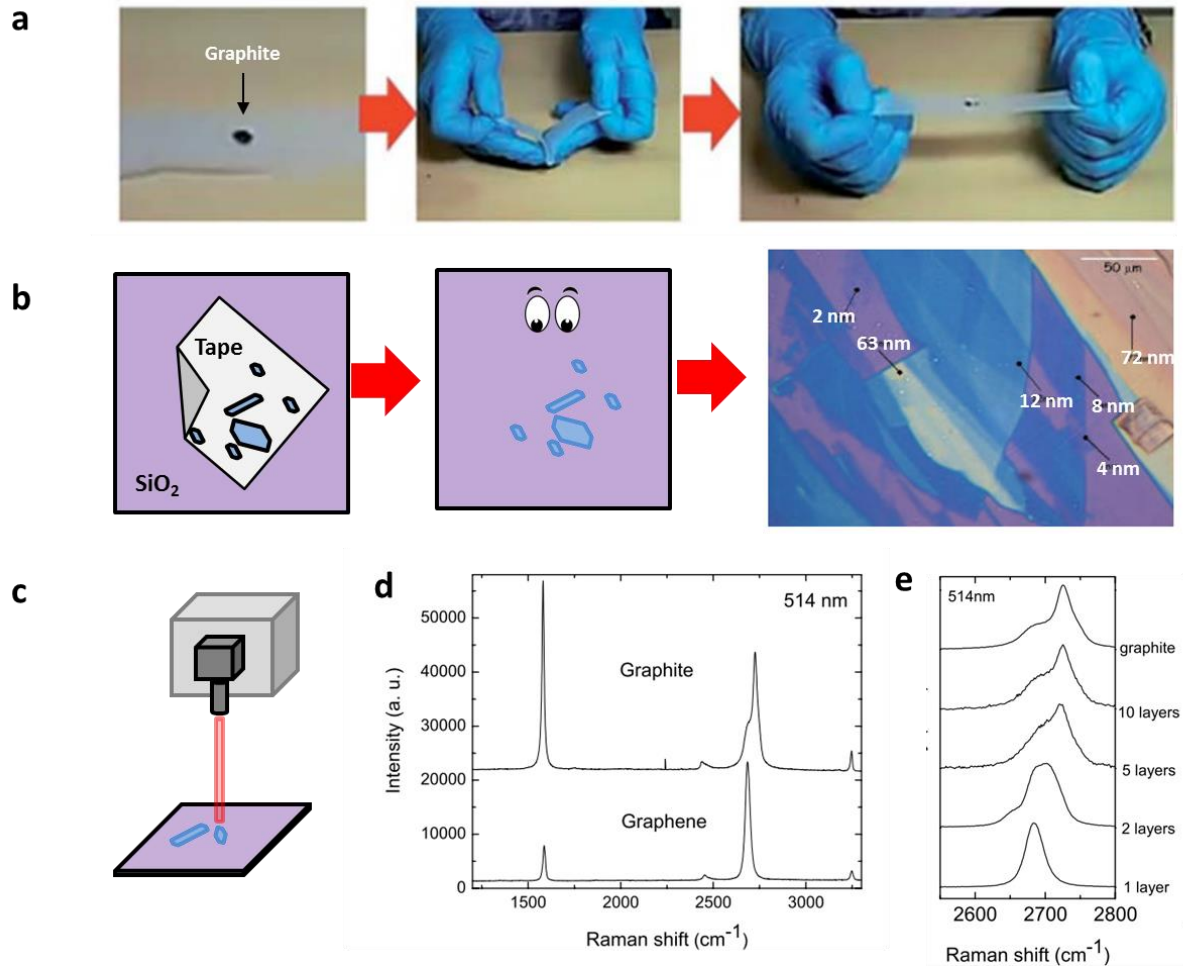 a
Graphite
b
Tape
SiO₂
50 μm
2 nm
63 nm
72 nm
12 nm
8 nm
4 nm
c
d
514 nm
50000
40000
30000
20000
10000
0
Graphite
Graphene
Intensity (a. u.)
1500 2000 2500 3000
Raman shift (cm⁻¹)
e
514nm
graphite
10 layers
5 layers
2 layers
1 layer
2600 2700 2800
Raman shift (cm⁻¹)